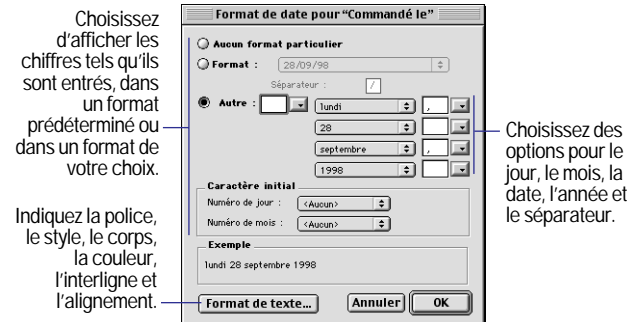 Choisissez
d'afficher les
chiffres tels qu'ils
sont entrés, dans
un format
prédéterminé ou
dans un format de
votre choix.
Indiquez la police,
le style, le corps,
la couleur,
l'interligne et
l'alignement.
Format de date pour “Commandé le”
Aucun format particulier
Format : 28/09/98
Séparateur : /
Autre : lundi ,
28
septembre ,
1998
Caractère initial
Numéro de jour : <Aucun>
Numéro de mois : <Aucun>
Exemple
lundi 28 septembre 1998
Format de texte... Annuler OK
Choisissez des
options pour le
jour, le mois, la
date, l'année et
le séparateur.